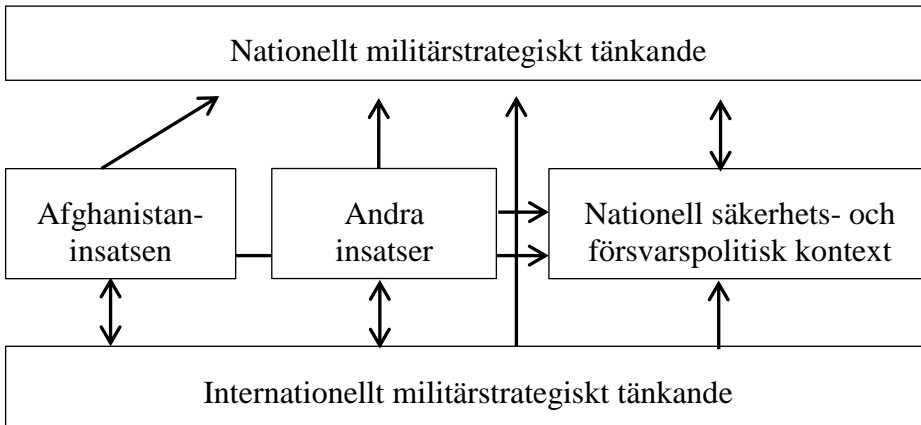 Nationellt militärstrategiskt tänkande
Afghanistan-
insatsen
Andra
insatser
Nationell säkerhets- och
försvarspolitisk kontext
Internationellt militärstrategiskt tänkande